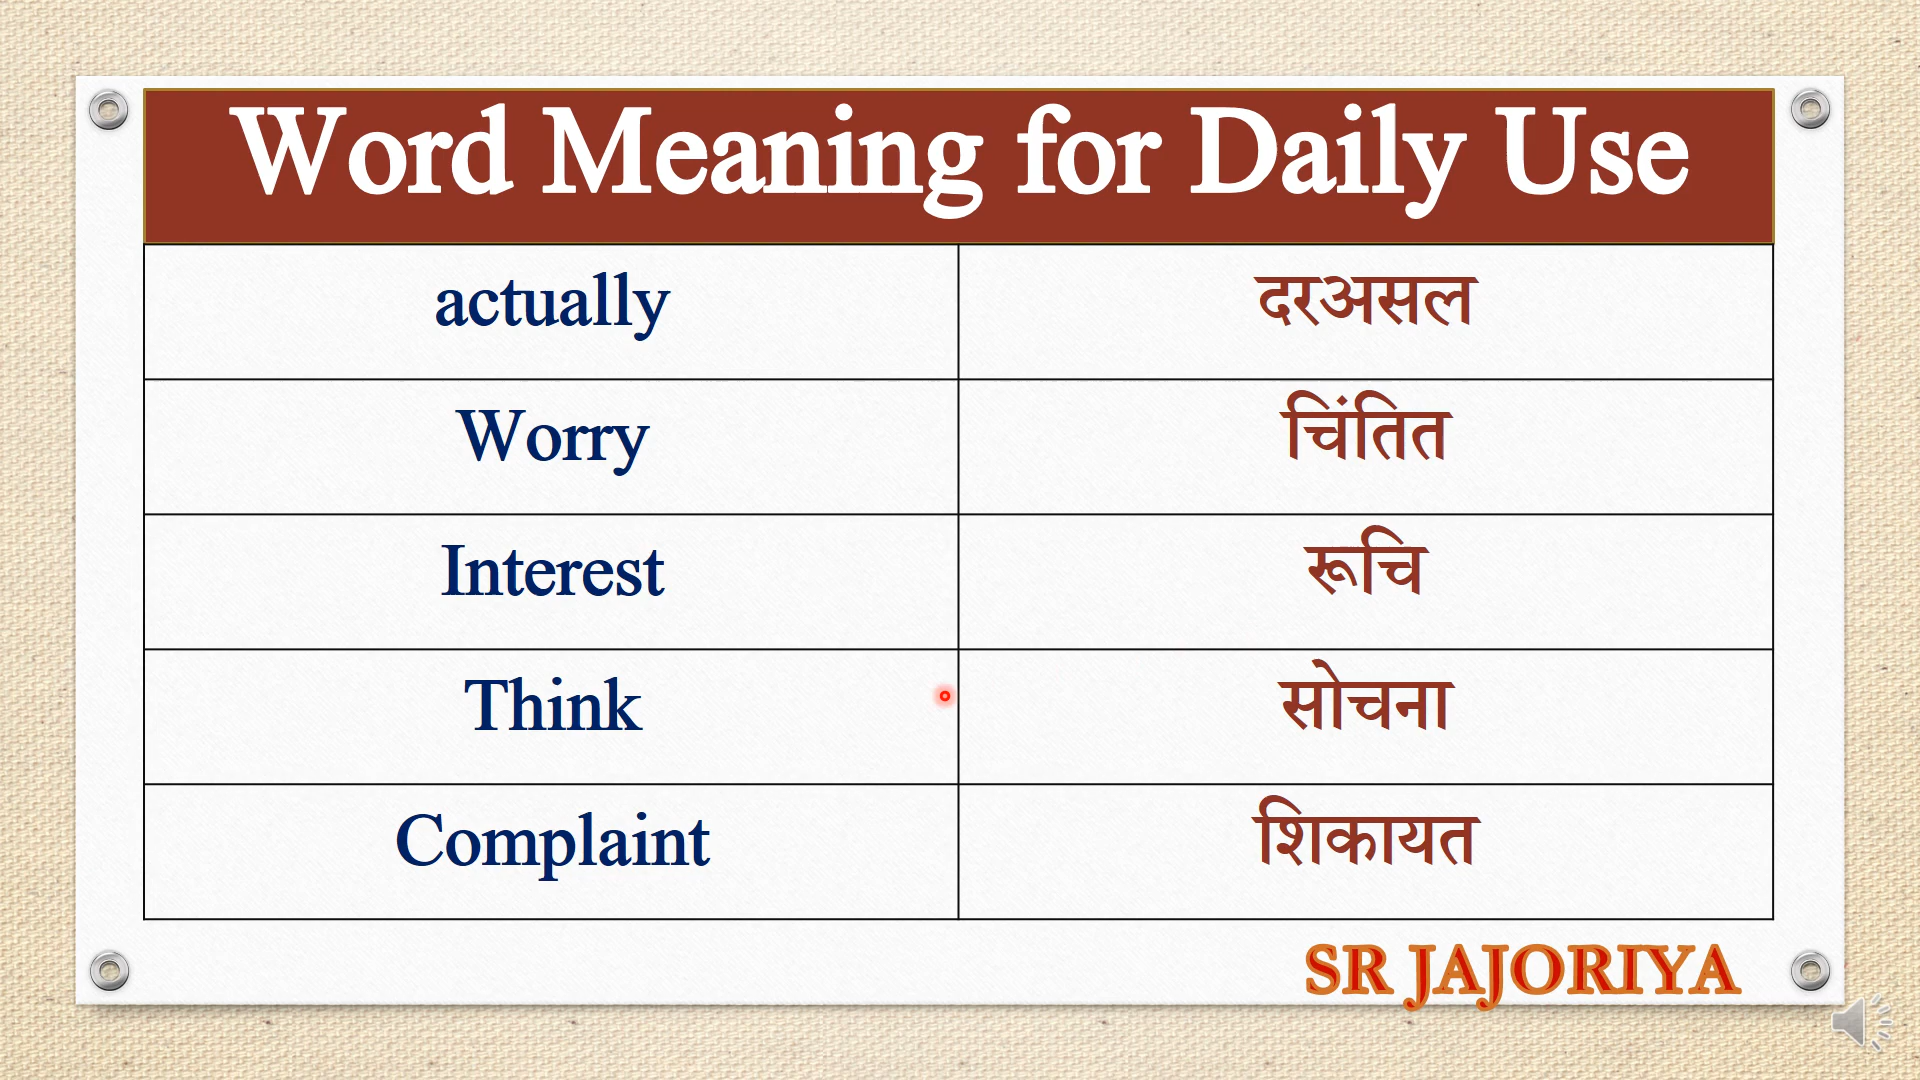 Word Meaning for Daily Use
actually दरअसल
Worry चिंतित
Interest रूचि
Think सोचना
Complaint शिकायत
SR JAJORIYA